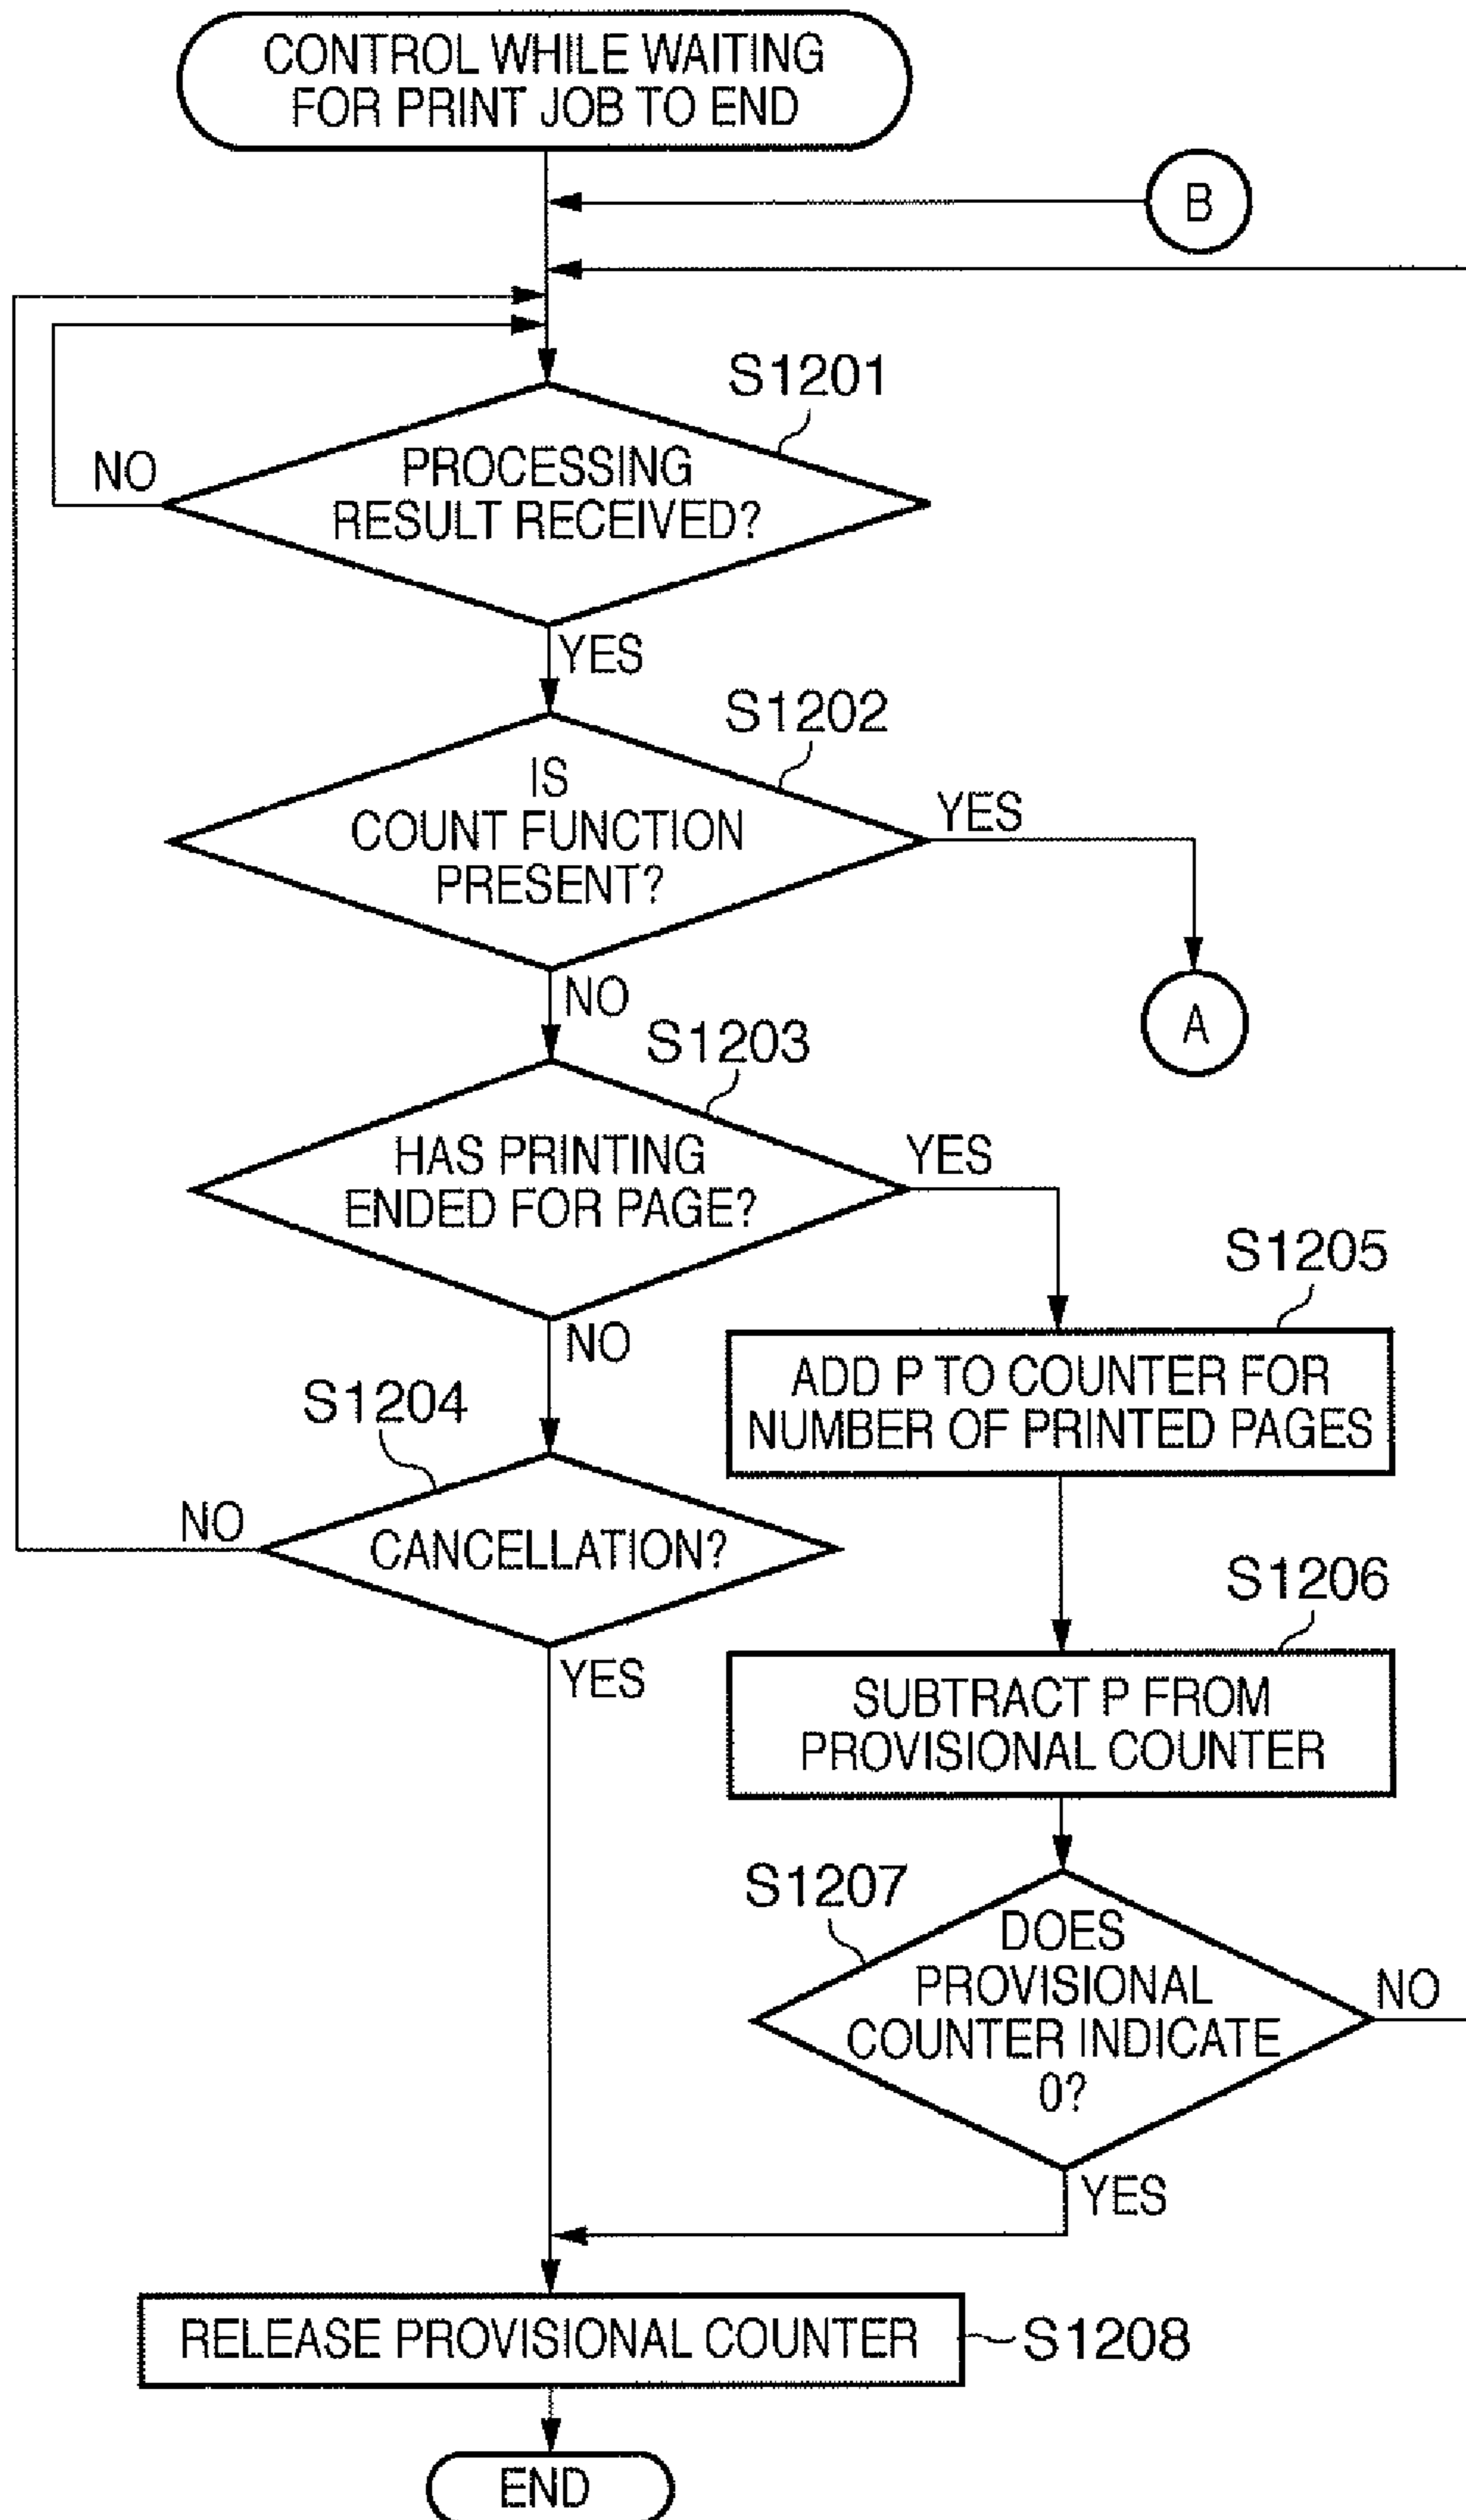 CONTROL WHILE WAITING
FOR PRINT JOB TO END
B
S1201
NO
PROCESSING
RESULT RECEIVED?
YES
S1202
IS
COUNT FUNCTION
PRESENT?
YES
NO
A
S1203
HAS PRINTING
ENDED FOR PAGE?
YES
NO
S1205
ADD P TO COUNTER FOR
NUMBER OF PRINTED PAGES
S1204
NO
CANCELLATION?
YES
S1206
SUBTRACT P FROM
PROVISIONAL COUNTER
S1207
DOES
PROVISIONAL
COUNTER INDICATE
0?
NO
YES
RELEASE PROVISIONAL COUNTER
S1208
END